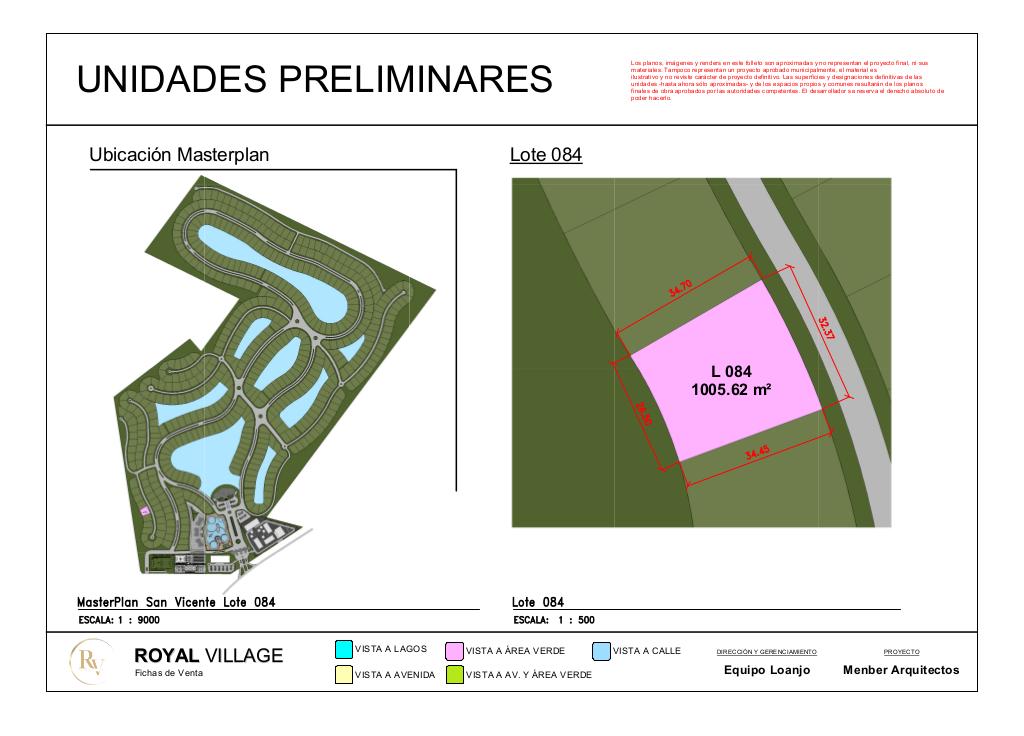 UNIDADES PRELIMINARES
Los planos, imágenes y renders en este folleto son aproximadas y no representan el proyecto final, ni sus
materiales. Tampoco representan un proyecto aprobado municipalmente, el material es
ilustrativo y no reviste carácter de proyecto definitivo. Las superficies y designaciones definitivas de las
unidades -hasta ahora sólo aproximadas- y de los espacios propios y comunes resultarán de los planos
finales de obra aprobados por las autoridades competentes. El desarrollador se reserva el derecho absoluto de
poder hacerlo.
Ubicación Masterplan
Lote 084
34.70
32.37
L 084
1005.62 m²
34.45
MasterPlan San Vicente Lote 084
ESCALA: 1 : 9000
Lote 084
ESCALA: 1 : 500
RV
ROYAL VILLAGE
Fichas de Venta
VISTA A LAGOS
VISTA A ÁREA VERDE
VISTA A CALLE
VISTA A AVENIDA
VISTA A AV. Y ÁREA VERDE
DIRECCIÓN Y GERENCIAMIENTO
Equipo Loanjo
PROYECTO
Menber Arquitectos